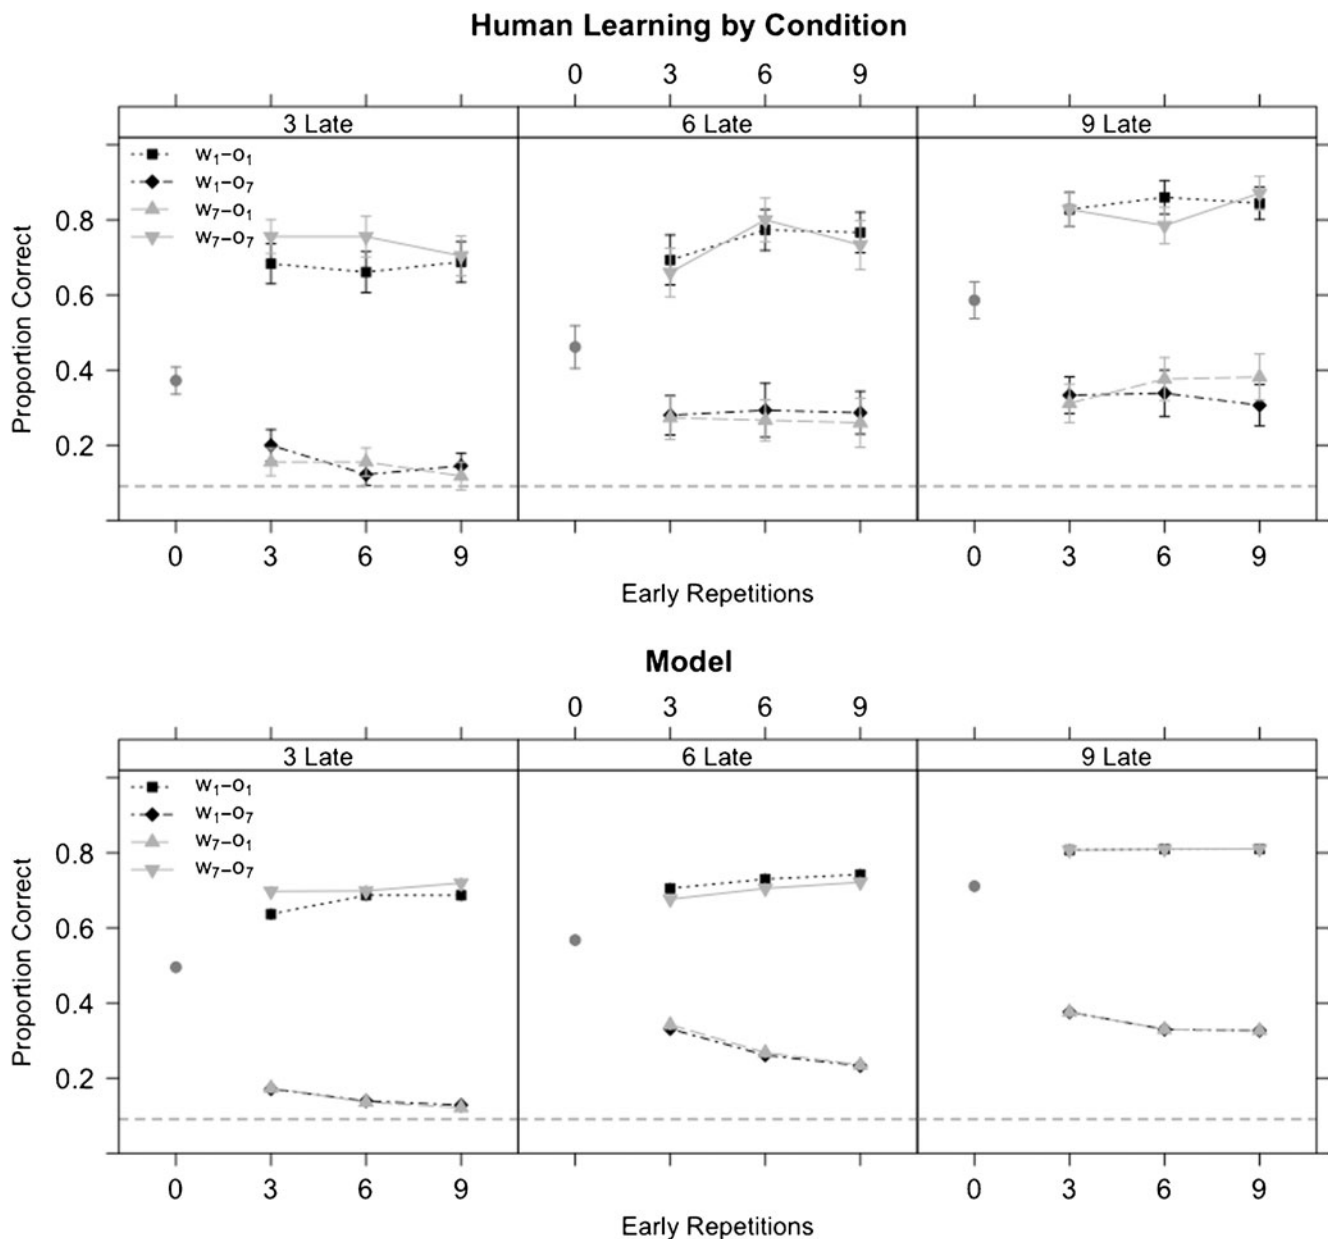 Human Learning by Condition
0 3 6 9
3 Late 6 Late 9 Late
w₁–o₁
w₁–o₇
w₇–o₁
w₇–o₇
0.8
0.6
0.4
0.2
Proportion Correct
0 3 6 9 0 3 6 9
Early Repetitions
Model
0 3 6 9
3 Late 6 Late 9 Late
w₁–o₁
w₁–o₇
w₇–o₁
w₇–o₇
0.8
0.6
0.4
0.2
Proportion Correct
0 3 6 9 0 3 6 9
Early Repetitions